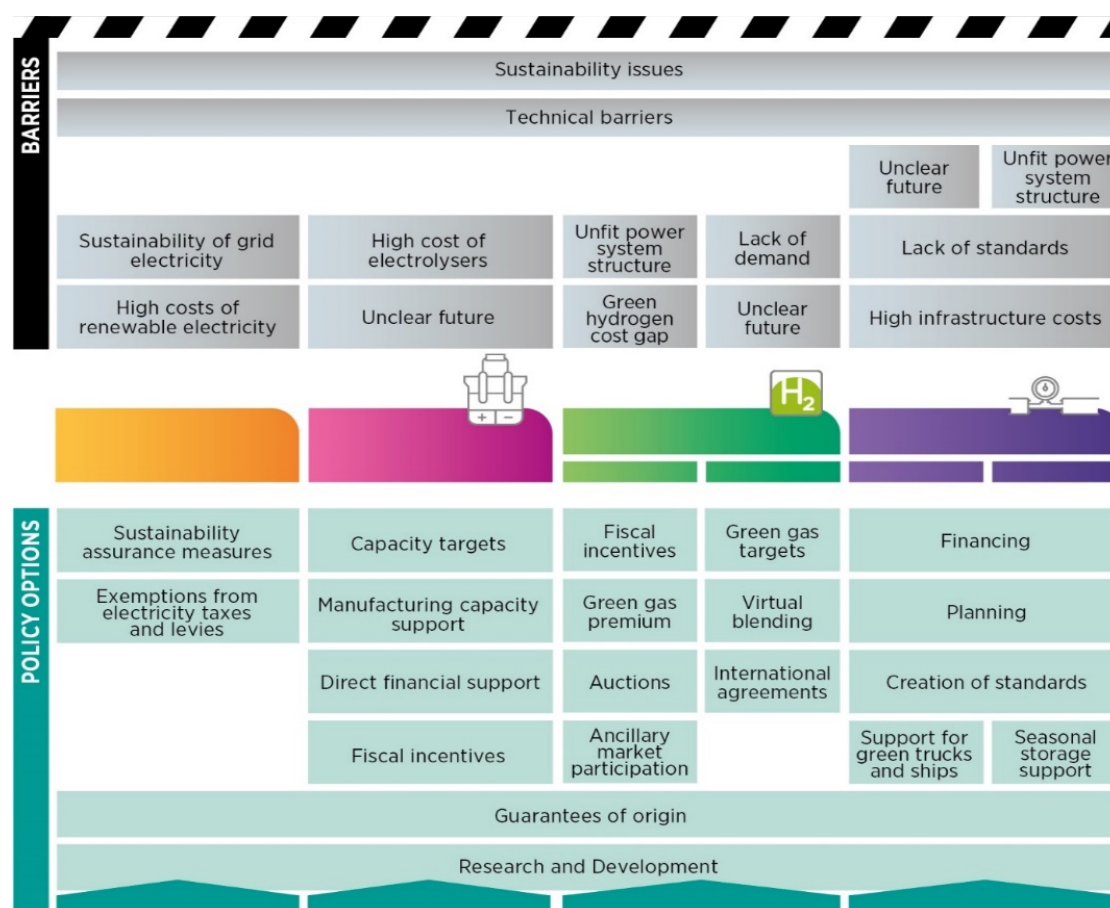 BARRIERS
Sustainability issues
Technical barriers
Unclear
future
Unfit power
system
structure
Sustainability of grid
electricity
High cost of
electrolysers
Unfit power
system
structure
Lack of
demand
Lack of standards
High costs of
renewable electricity
Unclear future
Green
hydrogen
cost gap
Unclear
future
High infrastructure costs
+ −
H2
POLICY OPTIONS
Sustainability
assurance measures
Capacity targets
Fiscal
incentives
Green gas
targets
Financing
Exemptions from
electricity taxes
and levies
Manufacturing capacity
support
Green gas
premium
Virtual
blending
Planning
Direct financial support
Auctions
International
agreements
Creation of standards
Fiscal incentives
Ancillary
market
participation
Support for
green trucks
and ships
Seasonal
storage
support
Guarantees of origin
Research and Development